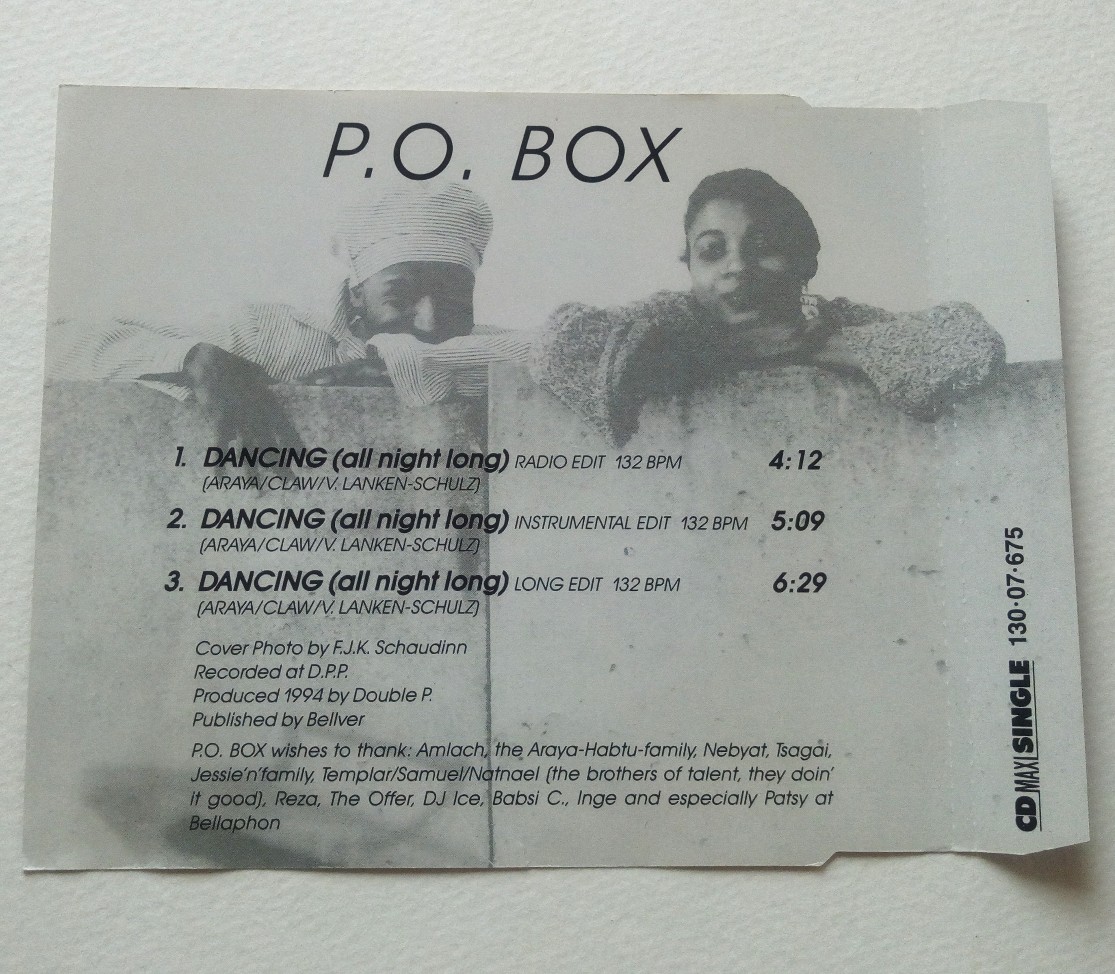 P.O. BOX
1. DANCING (all night long) RADIO EDIT 132 BPM 4:12
(ARAYA/CLAW/V. LANKEN-SCHULZ)
2. DANCING (all night long) INSTRUMENTAL EDIT 132 BPM 5:09
(ARAYA/CLAW/V. LANKEN-SCHULZ)
3. DANCING (all night long) LONG EDIT 132 BPM 6:29
(ARAYA/CLAW/V. LANKEN-SCHULZ)
Cover Photo by F.J.K. Schaudinn
Recorded at D.P.P.
Produced 1994 by Double P.
Published by Bellver
P.O. BOX wishes to thank: Amlach, the Araya-Habtu-family, Nebyat, Tsagai,
Jessie'n'family, Templar/Samuel/Natnael (the brothers of talent, they doin'
it good), Reza, The Offer, DJ Ice, Babsi C., Inge and especially Patsy at
Bellaphon
CD MAXI SINGLE 130·07·675